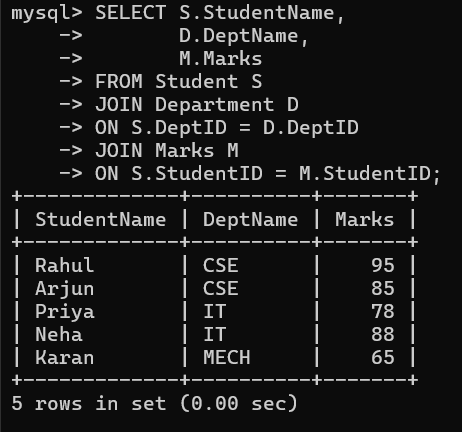 mysql> SELECT S.StudentName,
    ->        D.DeptName,
    ->        M.Marks
    -> FROM Student S
    -> JOIN Department D
    -> ON S.DeptID = D.DeptID
    -> JOIN Marks M
    -> ON S.StudentID = M.StudentID;
+-------------+----------+-------+
| StudentName | DeptName | Marks |
+-------------+----------+-------+
| Rahul       | CSE      |    95 |
| Arjun       | CSE      |    85 |
| Priya       | IT       |    78 |
| Neha        | IT       |    88 |
| Karan       | MECH     |    65 |
+-------------+----------+-------+
5 rows in set (0.00 sec)